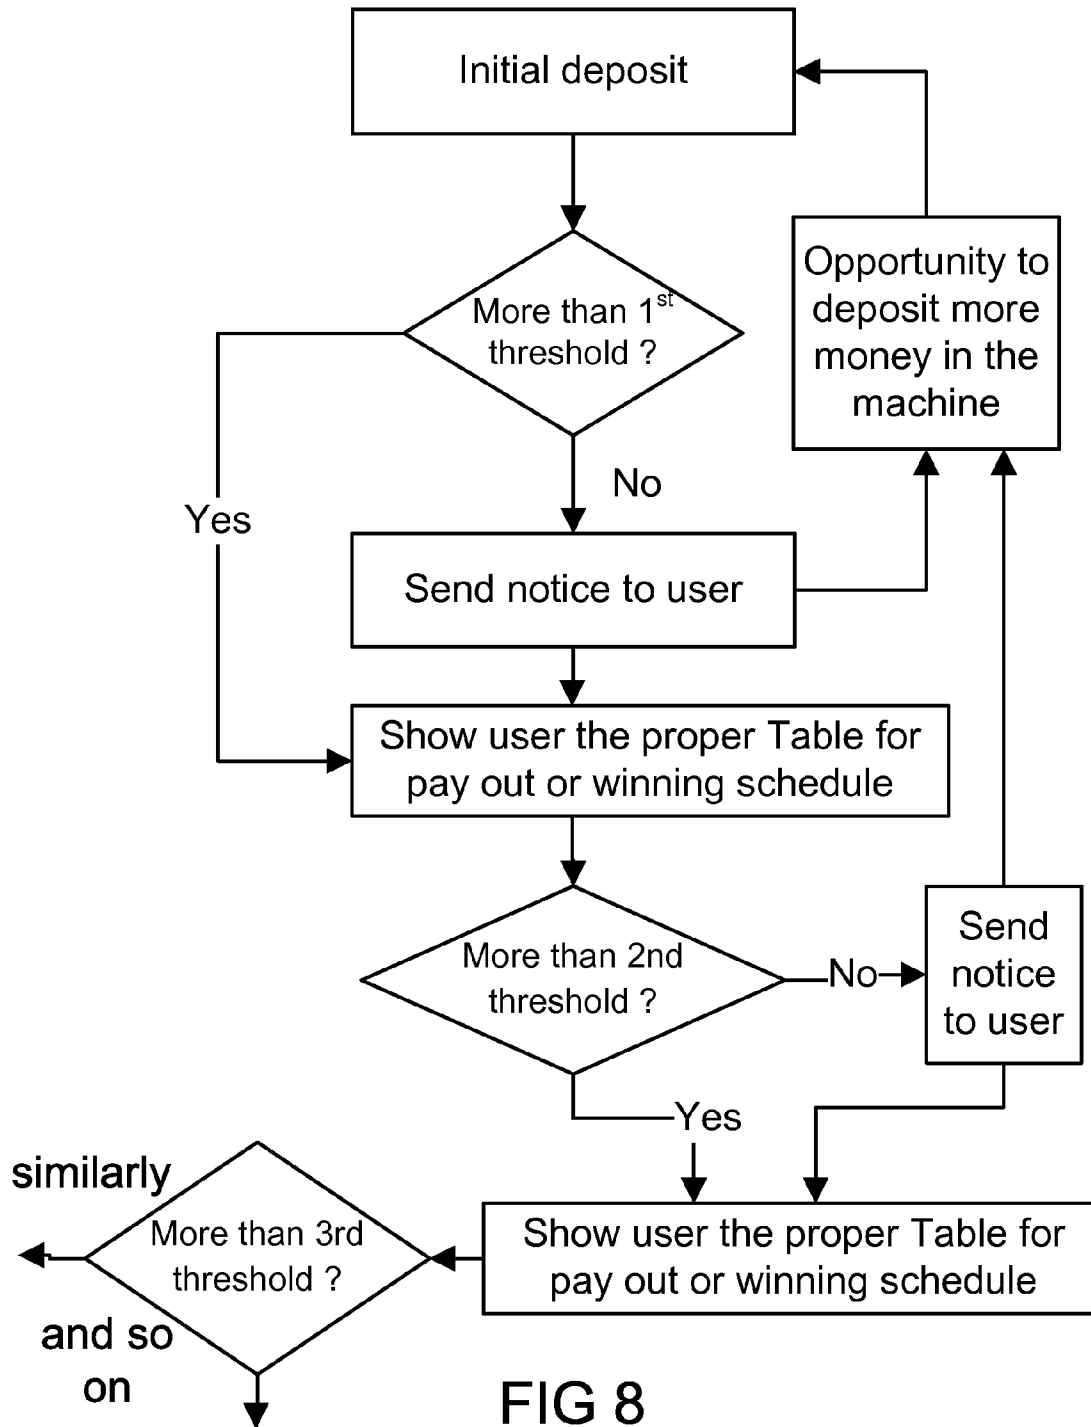 Initial deposit
Opportunity to
deposit more
money in the
machine
More than 1st
threshold ?
No
Yes
Send notice to user
Show user the proper Table for
pay out or winning schedule
More than 2nd
threshold ?
No
Send
notice
to user
Yes
similarly
More than 3rd
threshold ?
Show user the proper Table for
pay out or winning schedule
and so
on
FIG 8